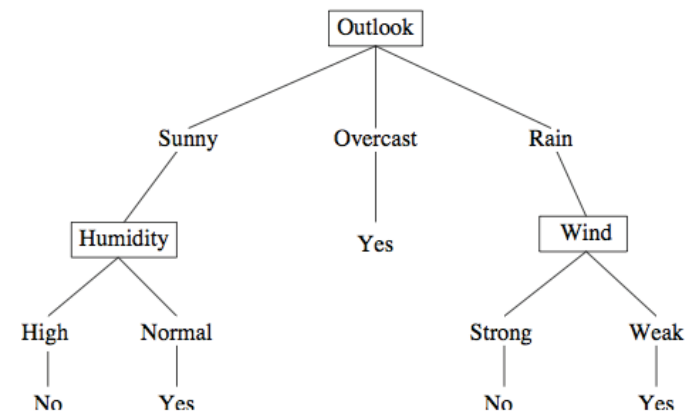 Outlook
Sunny Overcast Rain
Humidity Yes Wind
High Normal Strong Weak
No Yes No Yes